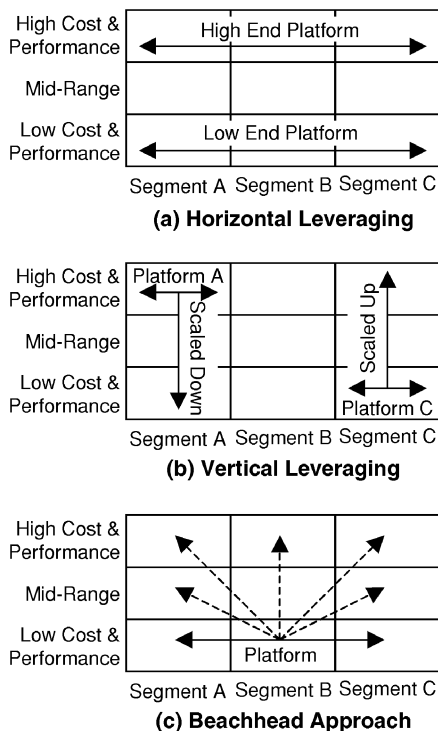 High Cost &
Performance
High End Platform
Mid-Range
Low Cost &
Performance
Low End Platform
Segment A Segment B Segment C
(a) Horizontal Leveraging
High Cost &
Performance
Platform A
Scaled Down
Scaled Up
Mid-Range
Low Cost &
Performance
Platform C
Segment A Segment B Segment C
(b) Vertical Leveraging
High Cost &
Performance
Mid-Range
Low Cost &
Performance
Platform
Segment A Segment B Segment C
(c) Beachhead Approach